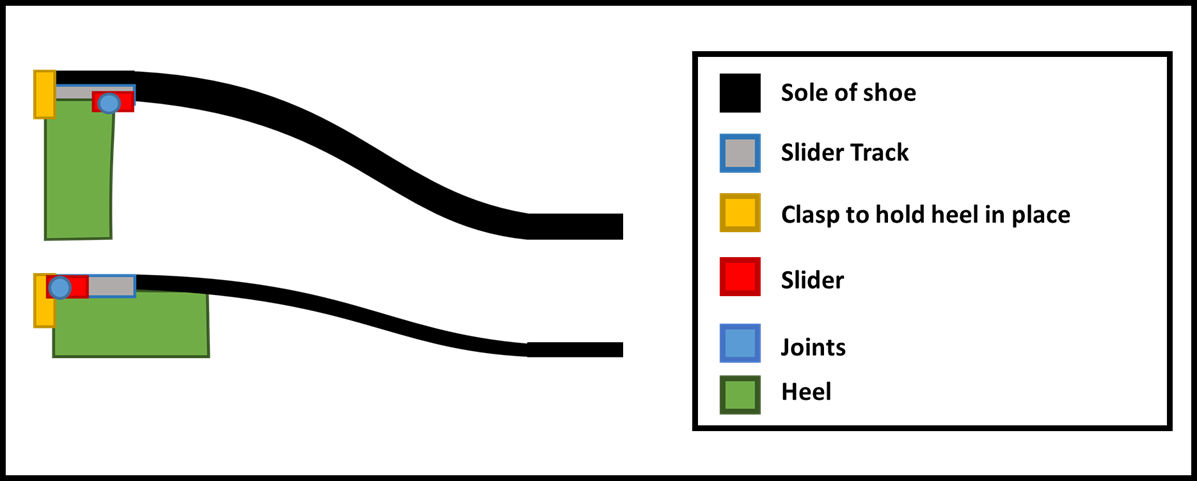 Sole of shoe
Slider Track
Clasp to hold heel in place
Slider
Joints
Heel